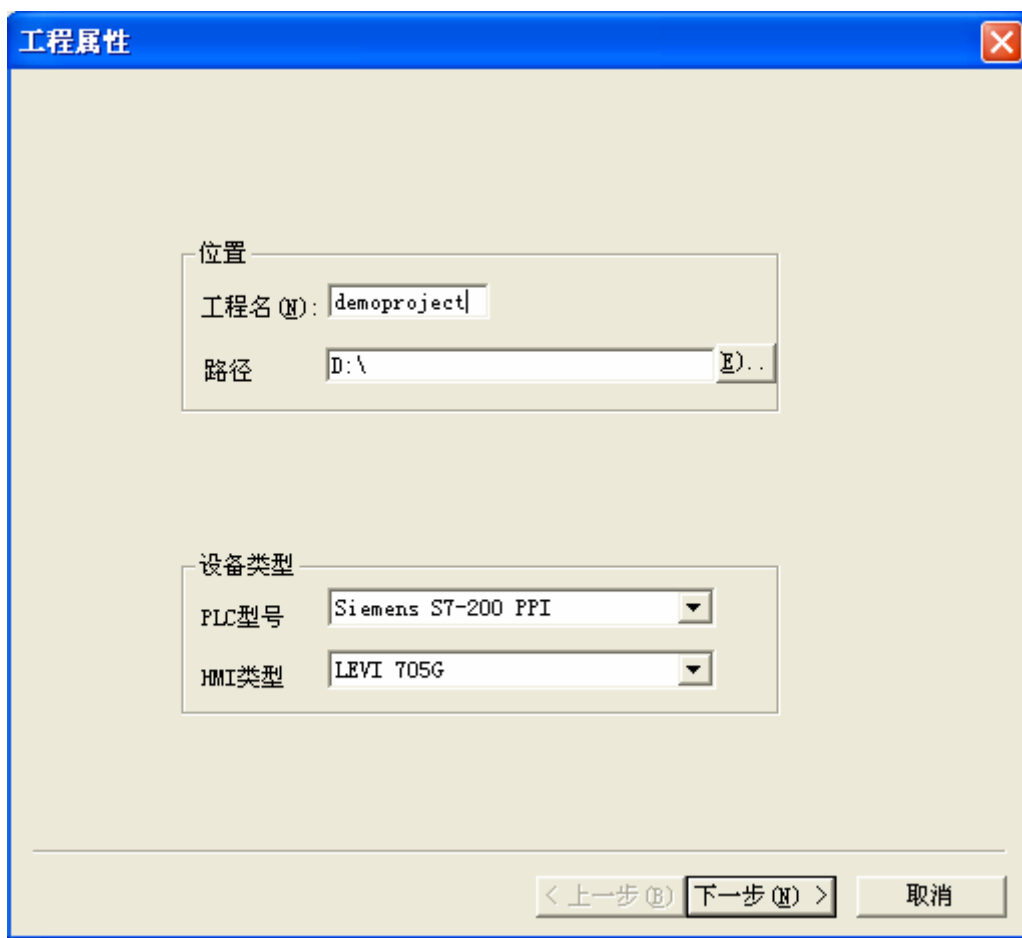 工程属性
位置
工程名(N): demoproject
路径 D:\ E)..
设备类型
PLC型号 Siemens S7-200 PPI
HMI类型 LEVI 705G
< 上一步(B) 下一步(N) > 取消